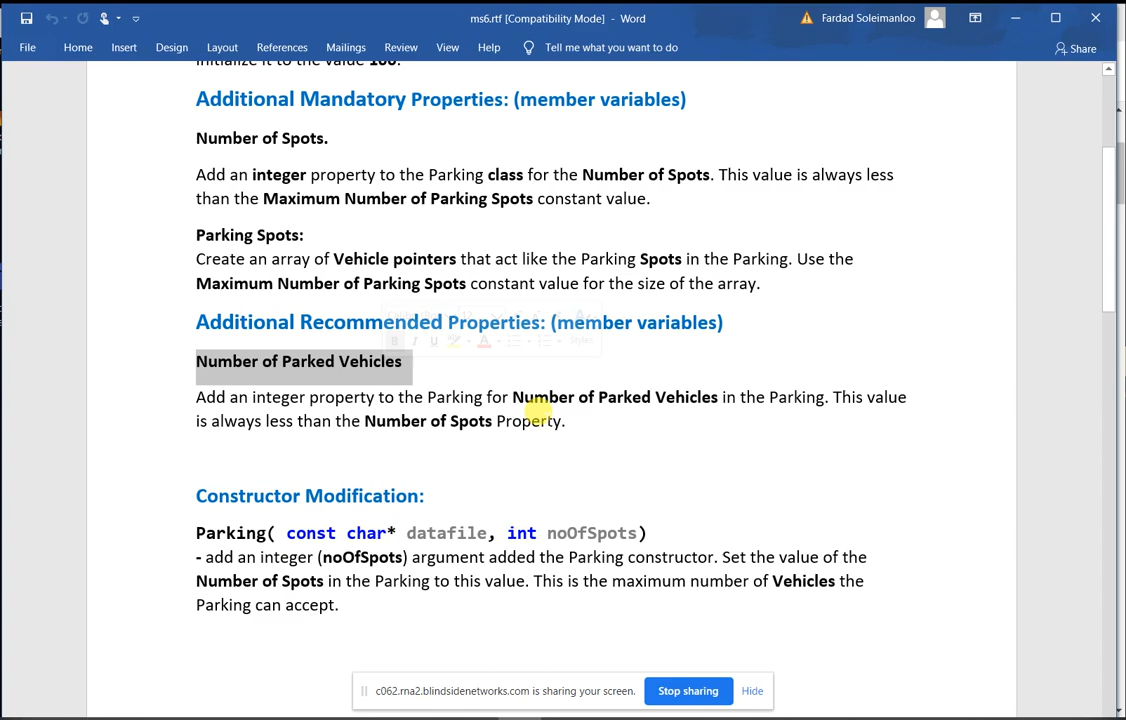 ms6.rtf [Compatibility Mode] - Word
Fardad Soleimanloo
File Home Insert Design Layout References Mailings Review View Help Tell me what you want to do Share
initialize it to the value 100.
Additional Mandatory Properties: (member variables)
Number of Spots.
Add an integer property to the Parking class for the Number of Spots. This value is always less
than the Maximum Number of Parking Spots constant value.
Parking Spots:
Create an array of Vehicle pointers that act like the Parking Spots in the Parking. Use the
Maximum Number of Parking Spots constant value for the size of the array.
Additional Recommended Properties: (member variables)
Number of Parked Vehicles
Add an integer property to the Parking for Number of Parked Vehicles in the Parking. This value
is always less than the Number of Spots Property.
Constructor Modification:
Parking( const char* datafile, int noOfSpots)
- add an integer (noOfSpots) argument added the Parking constructor. Set the value of the
Number of Spots in the Parking to this value. This is the maximum number of Vehicles the
Parking can accept.
c062.rna2.blindsidenetworks.com is sharing your screen. Stop sharing Hide